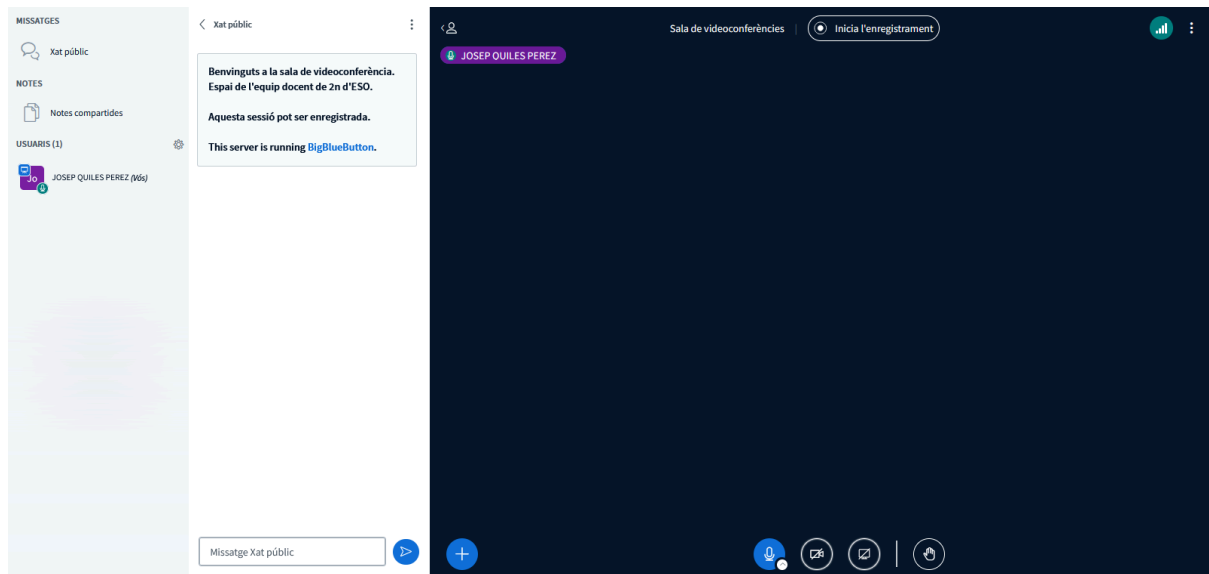 MISSATGES
Xat públic
NOTES
Notes compartides
USUARIS (1)
Jo
JOSEP QUILES PEREZ (Vós)
Xat públic
Benvinguts a la sala de videoconferència.
Espai de l'equip docent de 2n d'ESO.
Aquesta sessió pot ser enregistrada.
This server is running BigBlueButton.
Missatge Xat públic
Sala de videoconferències
Inicia l'enregistrament
JOSEP QUILES PEREZ